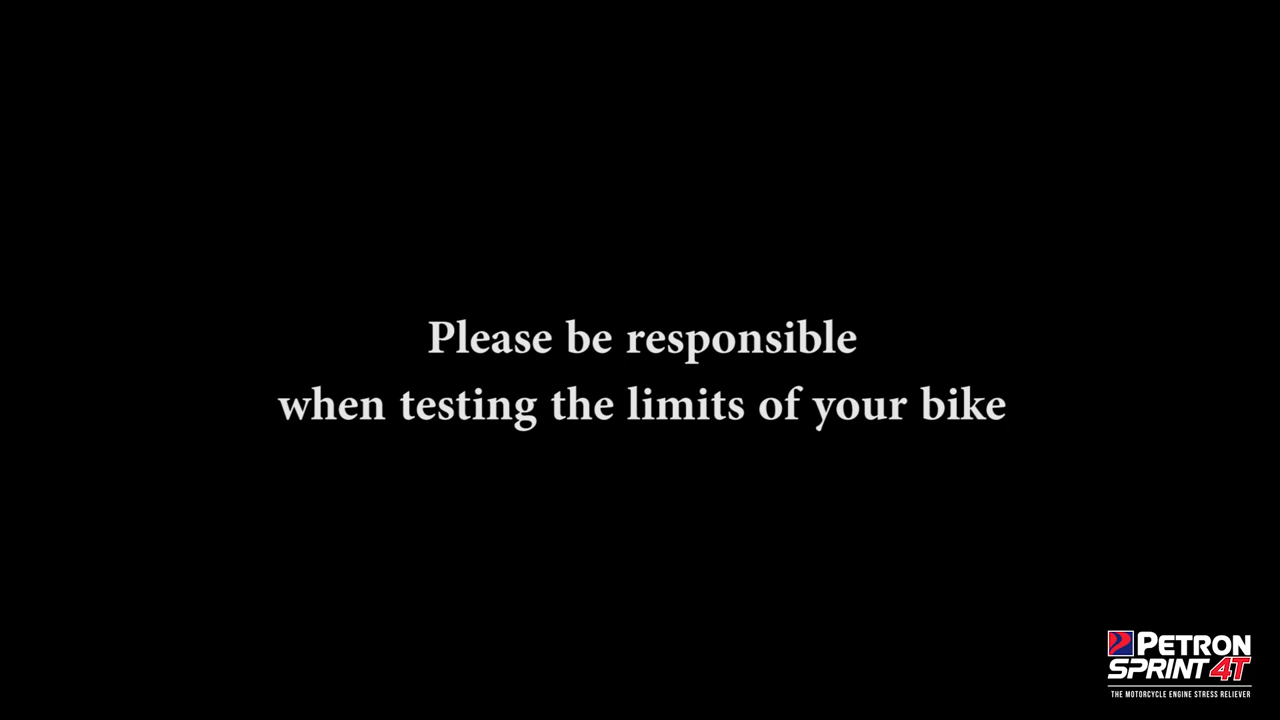 Please be responsible
when testing the limits of your bike
PETRON
SPRINT 4T
THE MOTORCYCLE ENGINE STRESS RELIEVER